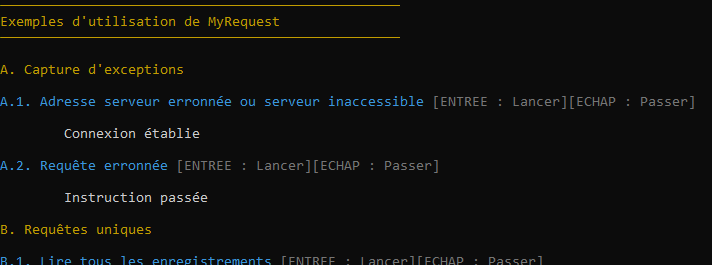 Exemples d'utilisation de MyRequest
A. Capture d'exceptions
A.1. Adresse serveur erronnée ou serveur inaccessible [ENTREE : Lancer][ECHAP : Passer]
Connexion établie
A.2. Requête erronnée [ENTREE : Lancer][ECHAP : Passer]
Instruction passée
B. Requêtes uniques
B.1. Lire tous les enregistrements [ENTREE : Lancer][ECHAP : Passer]